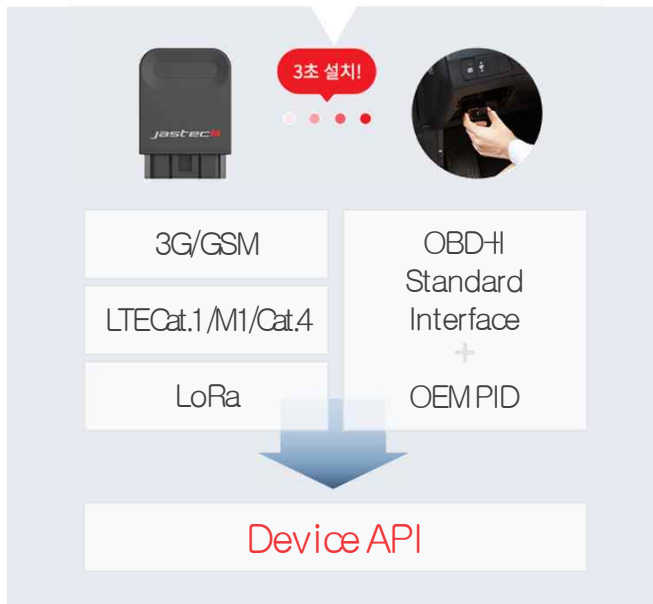 jastecM
3초 설치!
3G/GSM
LTECat.1/M1/Cat.4
LoRa
OBD-II
Standard
Interface
+
OEM PID
Device API